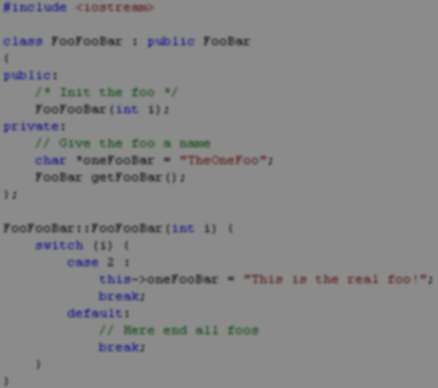 #include <iostream>

class FooFooBar : public FooBar
{
public:
    /* Init the foo */
    FooFooBar(int i);
private:
    // Give the foo a name
    char *oneFooBar = "TheOneFoo";
    FooBar getFooBar();
};

FooFooBar::FooFooBar(int i) {
    switch (i) {
        case 2 :
            this->oneFooBar = "This is the real foo!";
            break;
        default:
            // Here end all foos
            break;
    }
}